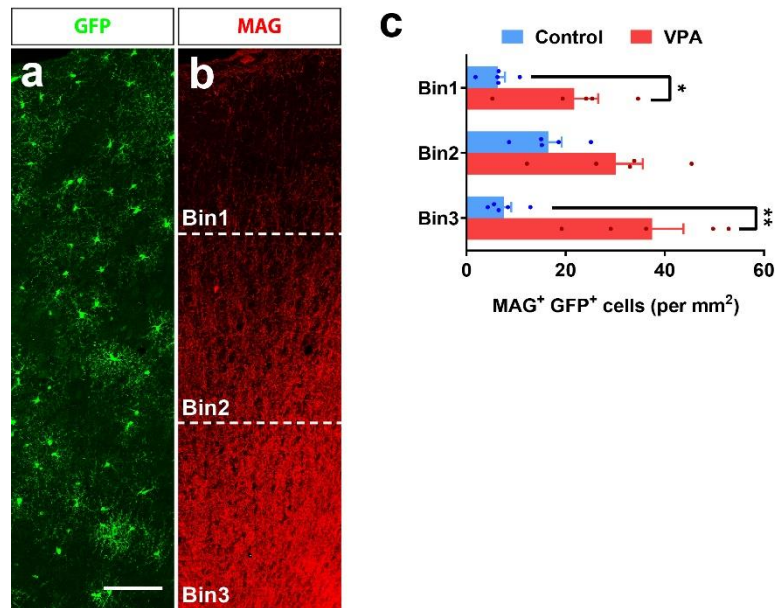 GFP
MAG
a
b
Bin1
Bin2
Bin3
c
Control
VPA
Bin1
*
Bin2
Bin3
**
0
20
40
60
MAG⁺ GFP⁺ cells (per mm²)